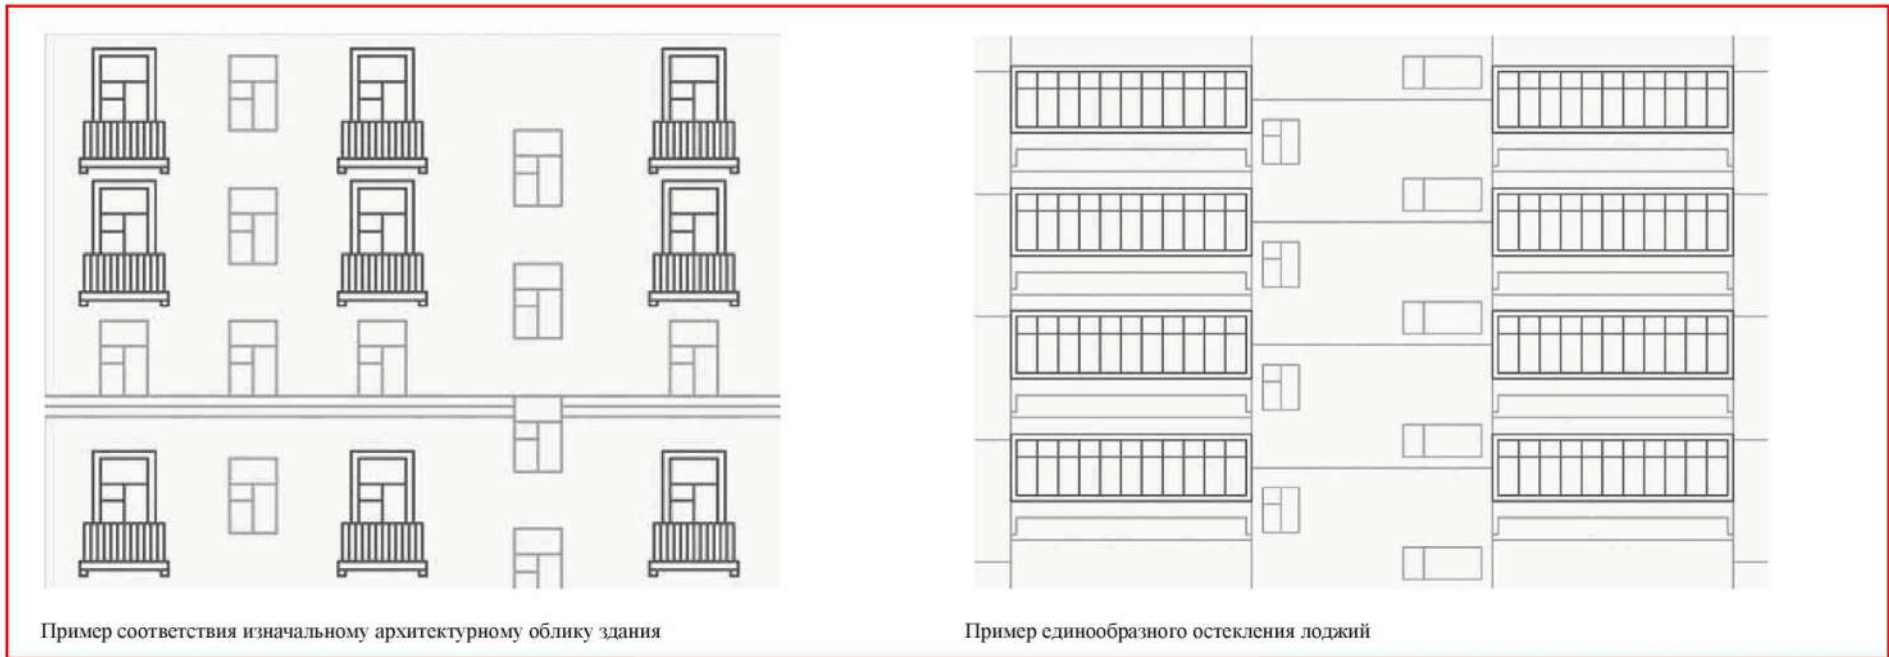 Пример соответствия изначальному архитектурному облику здания
Пример единообразного остекления лоджий